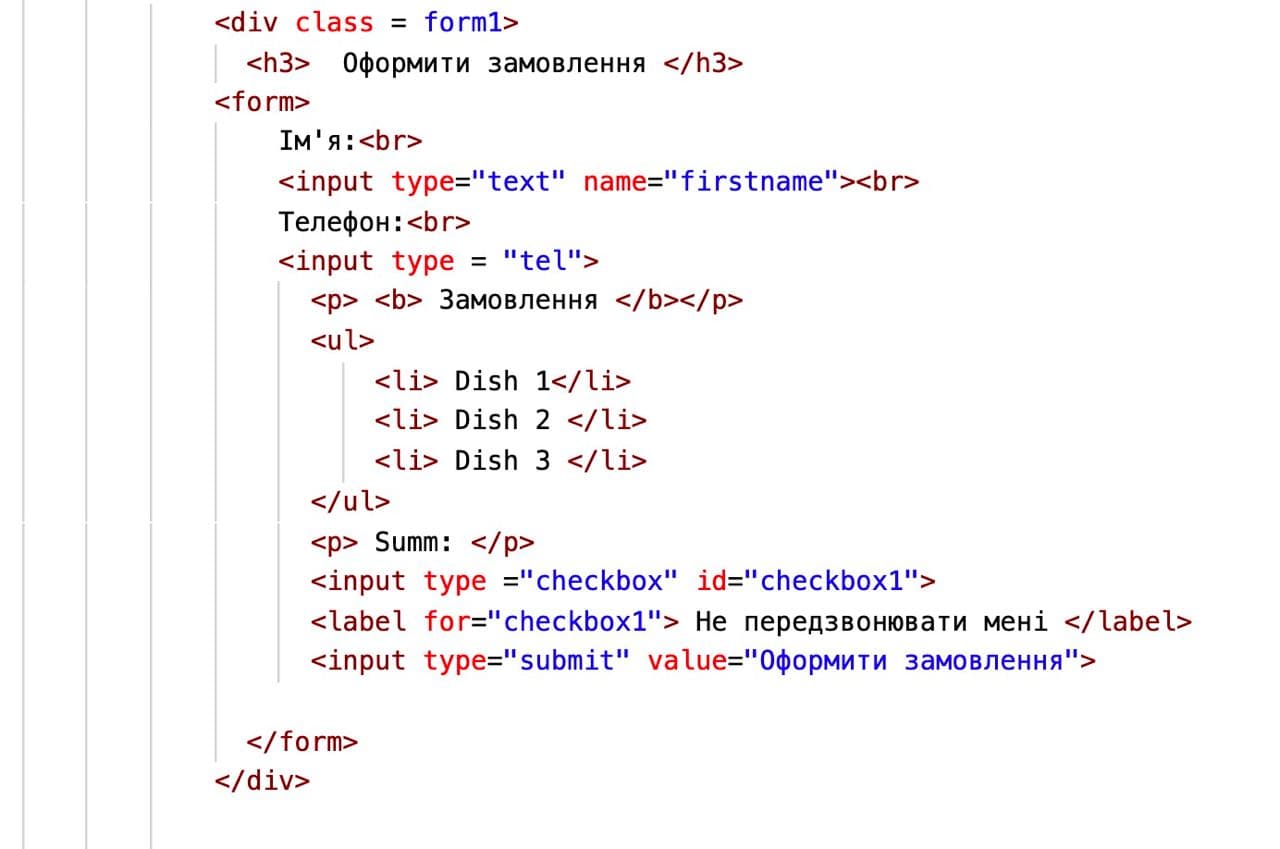 <div class = form1>
<h3>  Оформити замовлення </h3>
<form>
Ім'я:<br>
<input type="text" name="firstname"><br>
Телефон:<br>
<input type = "tel">
<p> <b> Замовлення </b></p>
<ul>
<li> Dish 1</li>
<li> Dish 2 </li>
<li> Dish 3 </li>
</ul>
<p> Summ: </p>
<input type ="checkbox" id="checkbox1">
<label for="checkbox1"> Не передзвонювати мені </label>
<input type="submit" value="Оформити замовлення">
</form>
</div>